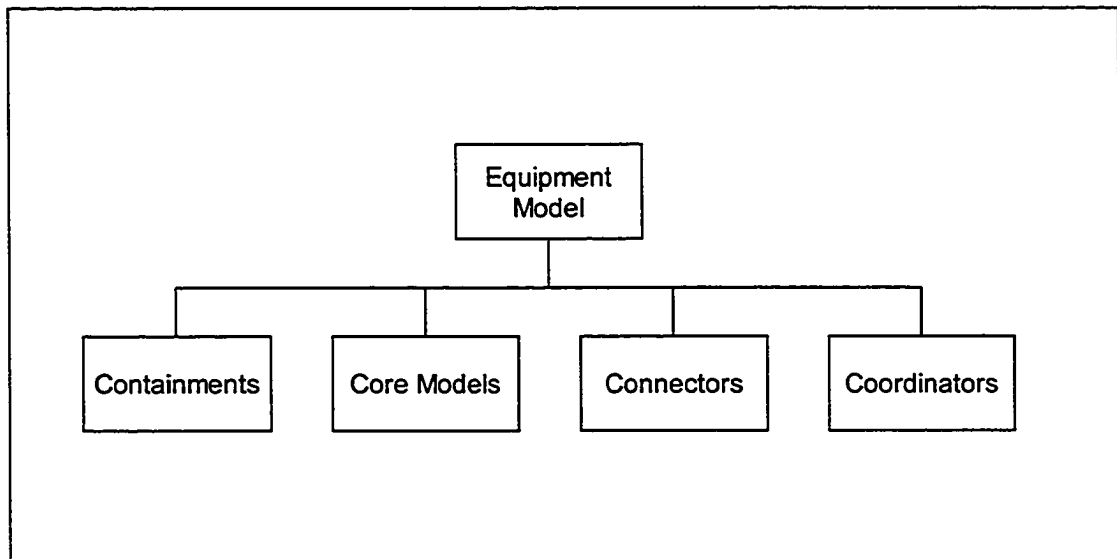 Equipment
Model
Containments
Core Models
Connectors
Coordinators